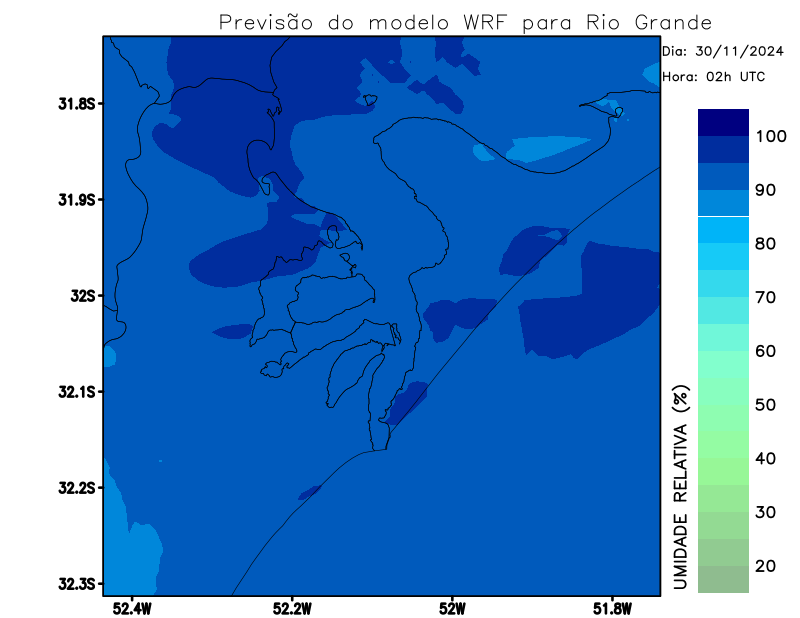 Previsão do modelo WRF para Rio Grande
Dia: 30/11/2024
Hora: 02h UTC
31.8S
31.9S
32S
32.1S
32.2S
32.3S
52.4W
52.2W
52W
51.8W
100
90
80
70
60
50
40
30
20
UMIDADE RELATIVA (%)